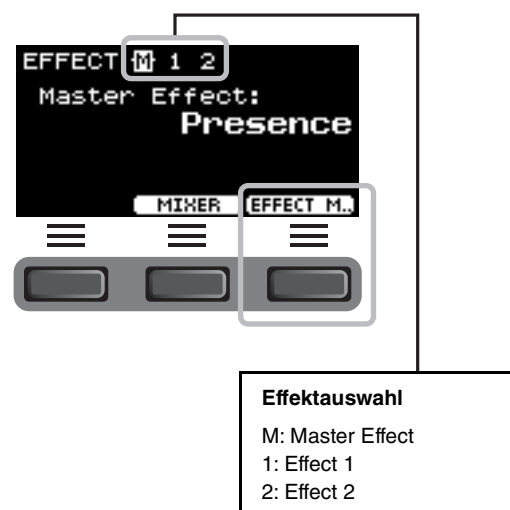 EFFECT M 1 2
Master Effect:
Presence
MIXER EFFECT M..
Effektauswahl
M: Master Effect
1: Effect 1
2: Effect 2